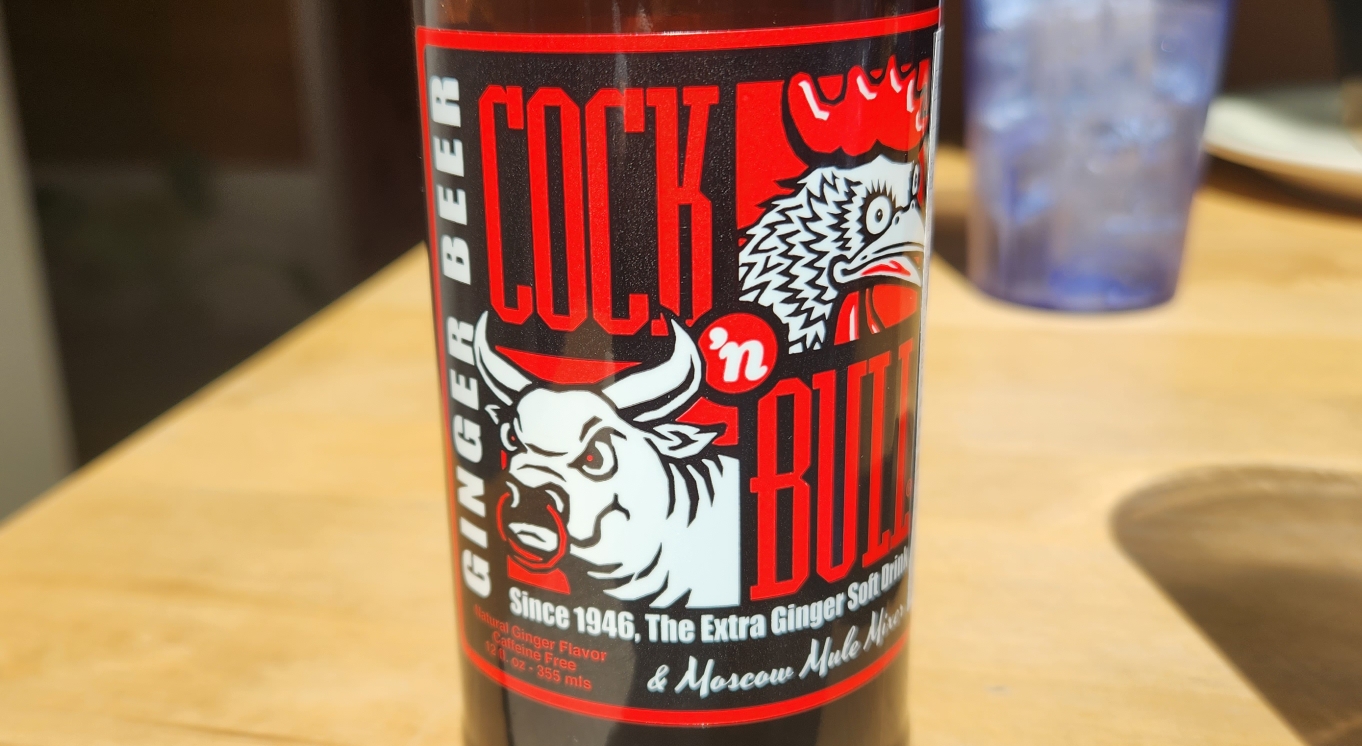 GINGER BEER
COCK
'n
BULL
Since 1946, The Extra Ginger Soft Drink
& Moscow Mule Mixer
Natural Ginger Flavor
Caffeine Free
12 fl. oz - 355 mls